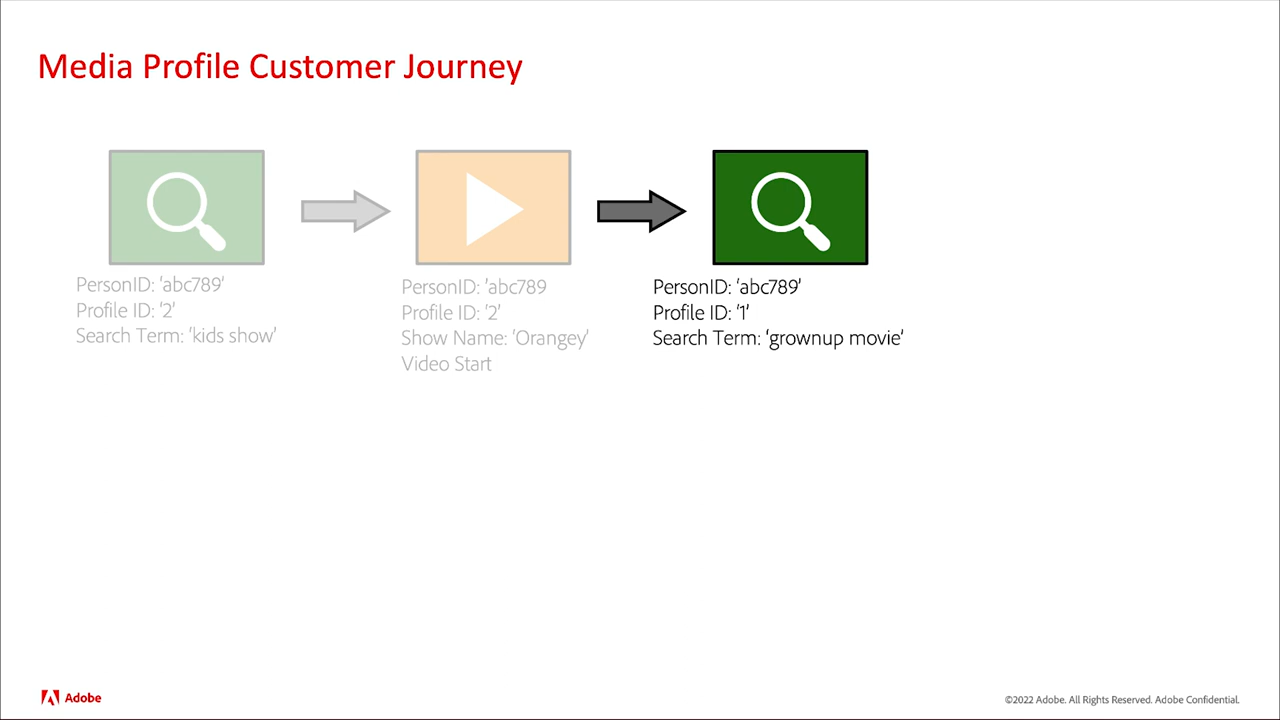 Media Profile Customer Journey
PersonID: 'abc789'
Profile ID: '2'
Search Term: 'kids show'
PersonID: 'abc789
Profile ID: '2'
Show Name: 'Orangey'
Video Start
PersonID: 'abc789'
Profile ID: '1'
Search Term: 'grownup movie'
Adobe
©2022 Adobe. All Rights Reserved. Adobe Confidential.